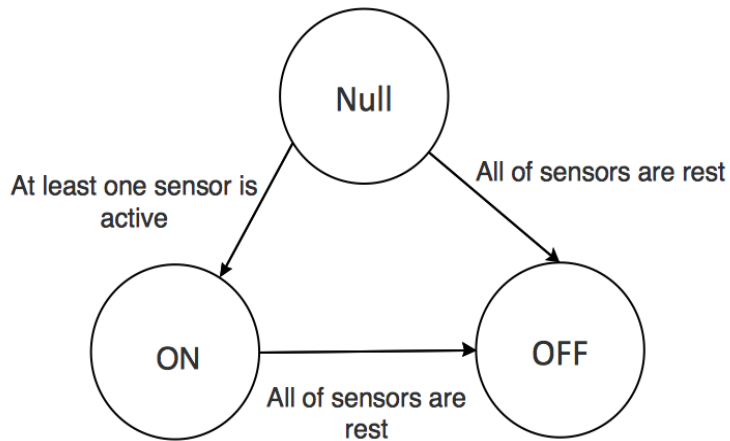 Null
At least one sensor is
active
All of sensors are rest
ON
OFF
All of sensors are
rest